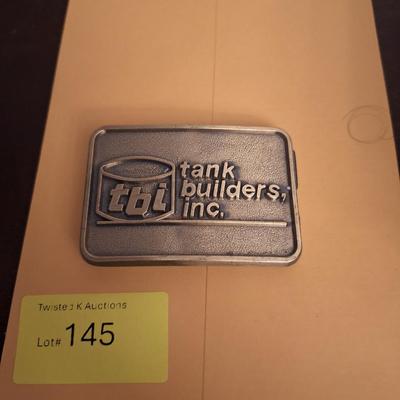 tbi
tank
builders,
inc.
Twisted K Auctions
Lot# 145